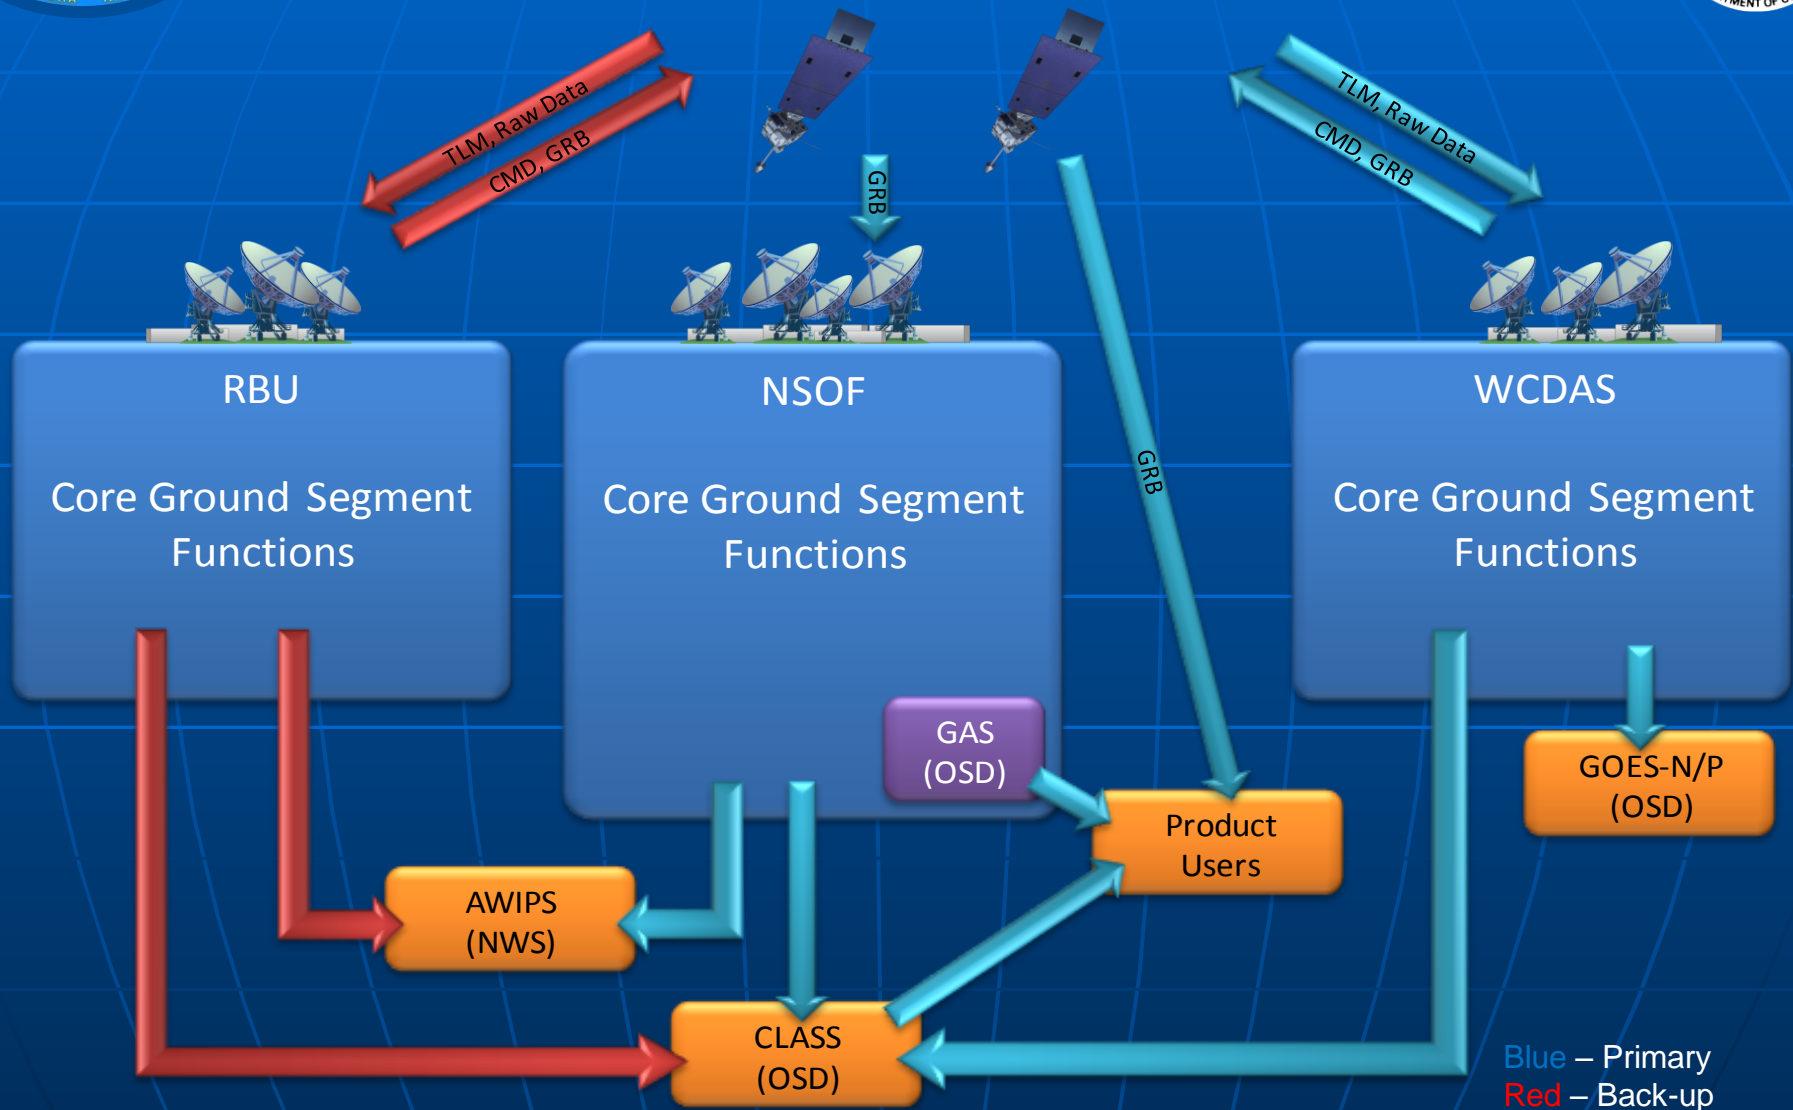 MENT OF
TLM, Raw Data
CMD, GRB
GRB
TLM, Raw Data
CMD, GRB
GRB
RBU
Core Ground Segment
Functions
NSOF
Core Ground Segment
Functions
WCDAS
Core Ground Segment
Functions
GAS
(OSD)
Product
Users
GOES-N/P
(OSD)
AWIPS
(NWS)
CLASS
(OSD)
Blue – Primary
Red – Back-up